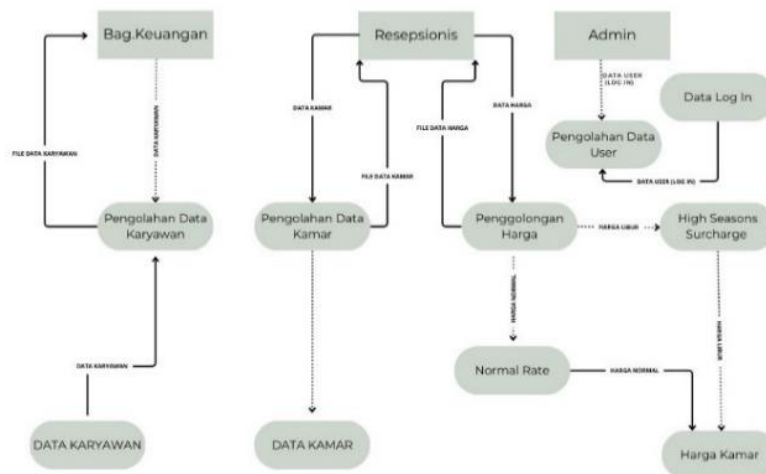 Bag.Keuangan
Resepsionis
Admin
DATA USER
(LOG IN)
Data Log In
DATA KAMAR
DATA HARGA
DATA KARYAWAN
FILE DATA HARGA
Pengolahan Data
User
FILE DATA KARYAWAN
FILE DATA KAMAR
DATA USER (LOG IN)
Pengolahan Data
Karyawan
Pengolahan Data
Kamar
Penggolongan
Harga
HARGA LIBUR
High Seasons
Surcharge
HARGA NORMAL
HARGA LIBUR
DATA KARYAWAN
Normal Rate
HARGA NORMAL
DATA KARYAWAN
DATA KAMAR
Harga Kamar